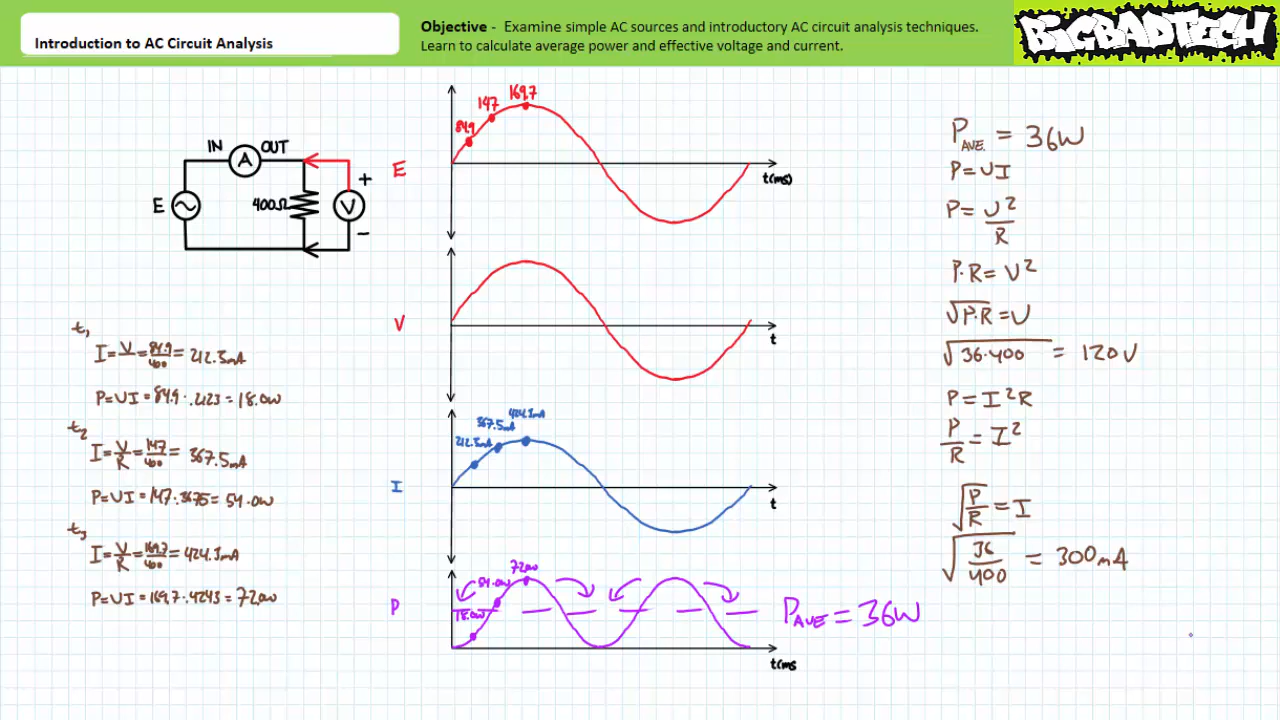 Introduction to AC Circuit Analysis
Objective - Examine simple AC sources and introductory AC circuit analysis techniques.
Learn to calculate average power and effective voltage and current.
BIGBADTECH
IN A OUT
E 400Ω V
+
-
t₁
I=V/R=84.9/400=212.3mA
P=VI=84.9·.2123=18.0W
t₂
I=V/R=147/400=367.5mA
P=VI=147·.3675=54.0W
t₃
I=V/R=169.7/400=424.3mA
P=VI=169.7·.4243=72.0W
E
84.9 147 169.7
t(ms)
V
t
I
212.3mA 367.5mA 424.3mA
t
P
18.0W 54.0W 72.0W
t(ms
P AVE = 36W
P AVE. = 36W
P=VI
P=V²/R
P·R=V²
√P·R=V
√36·400 = 120V
P=I²R
P/R=I²
√P/R=I
√36/400 = 300mA